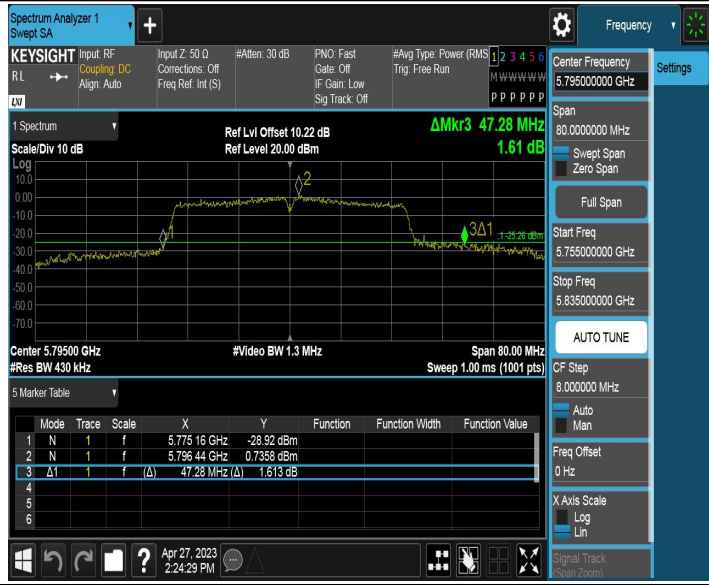 Spectrum Analyzer 1
Swept SA
Frequency
KEYSIGHT
RL
LXI
Input: RF
Coupling: DC
Align: Auto
Input Z: 50 Ω
Corrections: Off
Freq Ref: Int (S)
#Atten: 30 dB
PNO: Fast
Gate: Off
IF Gain: Low
Sig Track: Off
#Avg Type: Power (RMS
Trig: Free Run
1 2 3 4 5 6
M W W W W W
P P P P P P
1 Spectrum
Scale/Div 10 dB
Ref Lvl Offset 10.22 dB
Ref Level 20.00 dBm
ΔMkr3 47.28 MHz
1.61 dB
Log
10.0
0.00
-10.0
-20.0
-30.0
-40.0
-50.0
-60.0
-70.0
1
2
3Δ1
-25.26 dBm
Center 5.79500 GHz
#Res BW 430 kHz
#Video BW 1.3 MHz
Span 80.00 MHz
Sweep 1.00 ms (1001 pts)
5 Marker Table
Mode Trace Scale X Y Function Function Width Function Value
1 N 1 f 5.775 16 GHz -28.92 dBm
2 N 1 f 5.796 44 GHz 0.7358 dBm
3 Δ1 1 f (Δ) 47.28 MHz (Δ) 1.613 dB
4
5
6
Apr 27, 2023
2:24:29 PM
Center Frequency
5.795000000 GHz
Span
80.0000000 MHz
Swept Span
Zero Span
Full Span
Start Freq
5.755000000 GHz
Stop Freq
5.835000000 GHz
AUTO TUNE
CF Step
8.000000 MHz
Auto
Man
Freq Offset
0 Hz
X Axis Scale
Log
Lin
Signal Track
(Span Zoom)
Settings